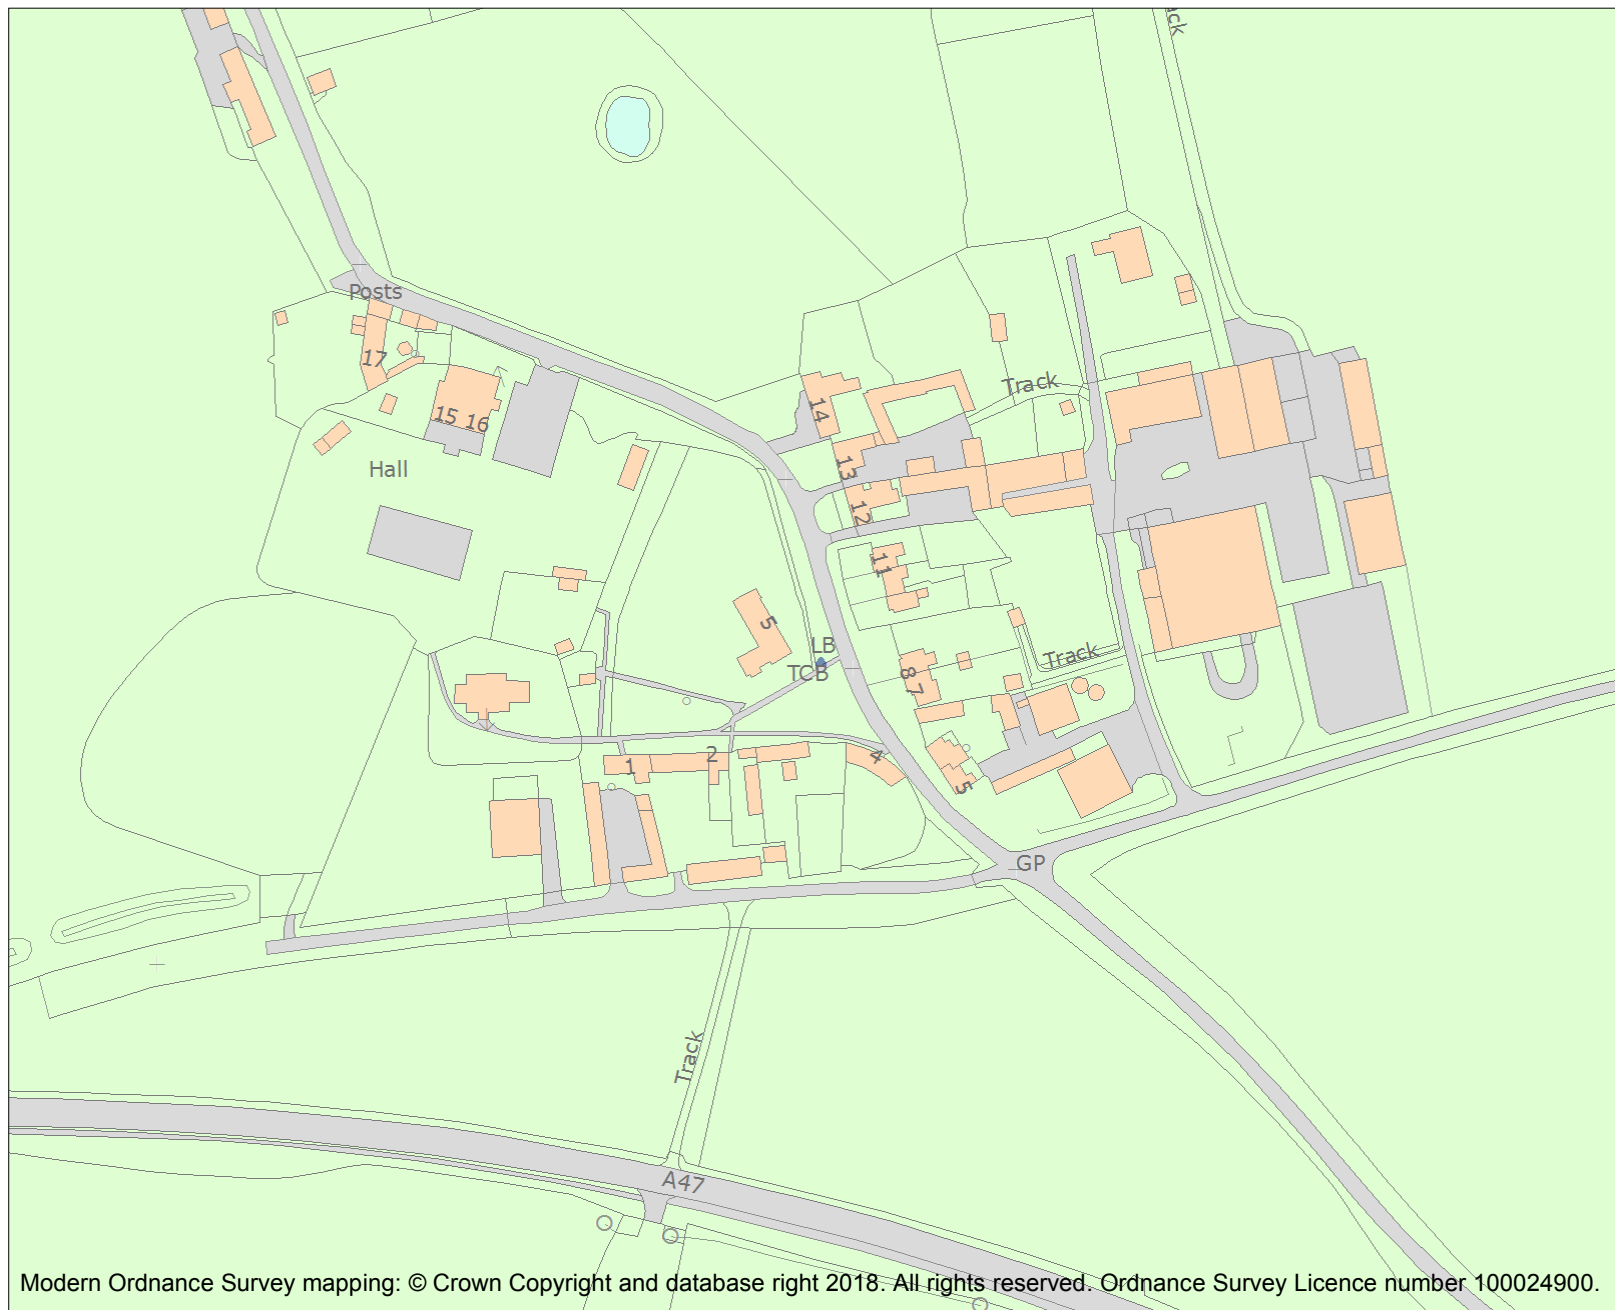 ack
Posts
17
15 16
Track
14
13
Hall
12
11
5
LB
TCB
Track
8
7
2
1
4
5
GP
Track
A47
Modern Ordnance Survey mapping: © Crown Copyright and database right 2018. All rights reserved. Ordnance Survey Licence number 100024900.